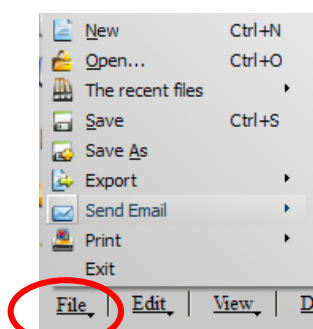 New Ctrl+N
Open... Ctrl+O
The recent files
Save Ctrl+S
Save As
Export
Send Email
Print
Exit
File Edit View D